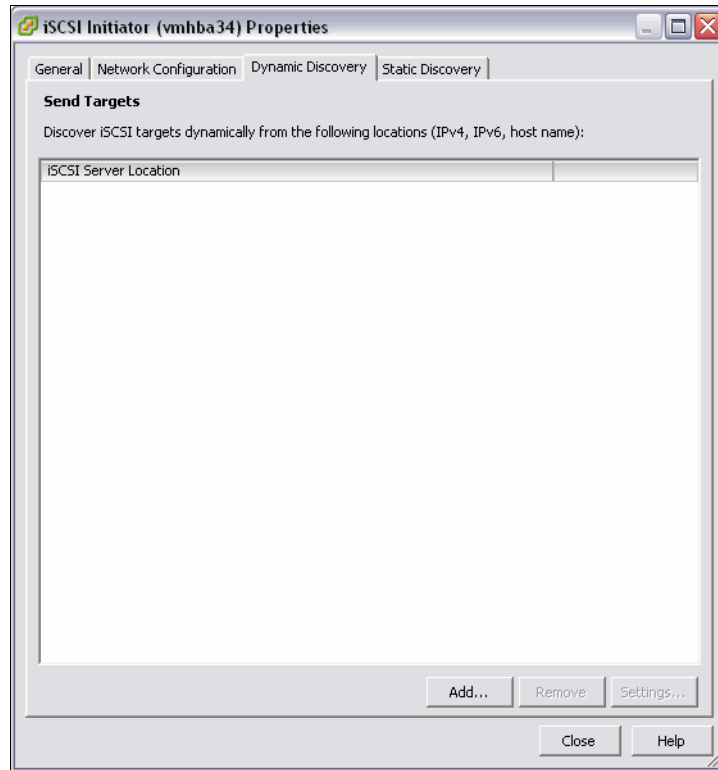 iSCSI Initiator (vmhba34) Properties
General Network Configuration Dynamic Discovery Static Discovery
Send Targets
Discover iSCSI targets dynamically from the following locations (IPv4, IPv6, host name):
iSCSI Server Location
Add... Remove Settings...
Close Help